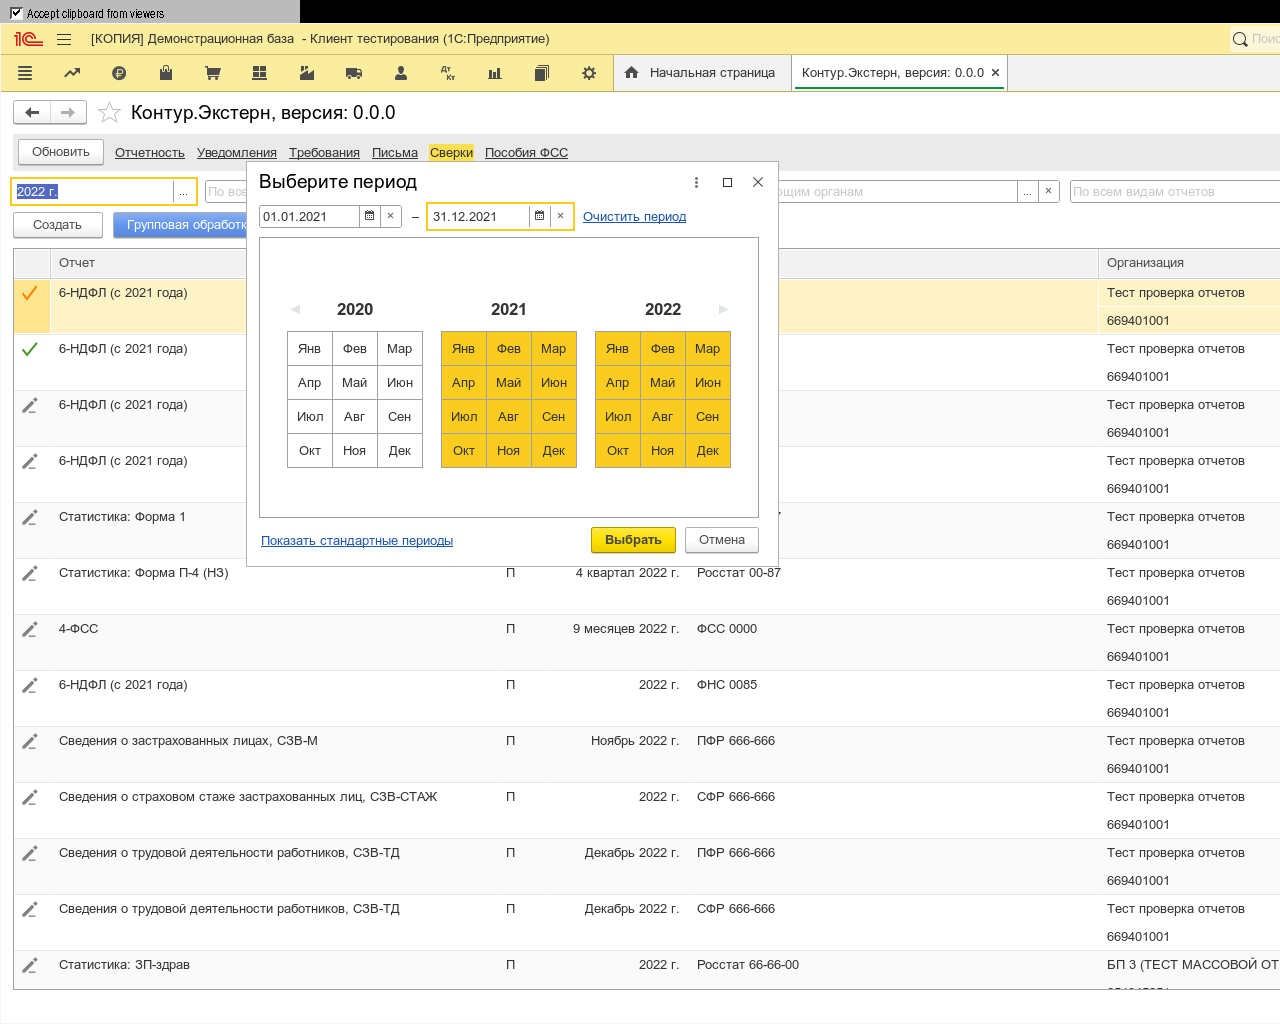 Accept clipboard from viewers
[КОПИЯ] Демонстрационная база - Клиент тестирования (1С:Предприятие)
Начальная страница
Контур.Экстерн, версия: 0.0.0 ×
Контур.Экстерн, версия: 0.0.0
Обновить Отчетность Уведомления Требования Письма Сверки Пособия ФСС
2022 г. ... По все ... × По всем видам отчетов
Создать Групповая обработк
Выберите период
01.01.2021 × – 31.12.2021 × Очистить период
2020 2021 2022
Янв Фев Мар Янв Фев Мар Янв Фев Мар
Апр Май Июн Апр Май Июн Апр Май Июн
Июл Авг Сен Июл Авг Сен Июл Авг Сен
Окт Ноя Дек Окт Ноя Дек Окт Ноя Дек
Показать стандартные периоды Выбрать Отмена
Отчет Организация
6-НДФЛ (с 2021 года) Тест проверка отчетов
669401001
6-НДФЛ (с 2021 года) Тест проверка отчетов
669401001
6-НДФЛ (с 2021 года) Тест проверка отчетов
669401001
6-НДФЛ (с 2021 года) Тест проверка отчетов
669401001
Статистика: Форма 1 Тест проверка отчетов
669401001
Статистика: Форма П-4 (НЗ) П 4 квартал 2022 г. Росстат 00-87 Тест проверка отчетов
669401001
4-ФСС П 9 месяцев 2022 г. ФСС 0000 Тест проверка отчетов
669401001
6-НДФЛ (с 2021 года) П 2022 г. ФНС 0085 Тест проверка отчетов
669401001
Сведения о застрахованных лицах, СЗВ-М П Ноябрь 2022 г. ПФР 666-666 Тест проверка отчетов
669401001
Сведения о страховом стаже застрахованных лиц, СЗВ-СТАЖ П 2022 г. СФР 666-666 Тест проверка отчетов
669401001
Сведения о трудовой деятельности работников, СЗВ-ТД П Декабрь 2022 г. ПФР 666-666 Тест проверка отчетов
669401001
Сведения о трудовой деятельности работников, СЗВ-ТД П Декабрь 2022 г. СФР 666-666 Тест проверка отчетов
669401001
Статистика: ЗП-здрав П 2022 г. Росстат 66-66-00 БП 3 (ТЕСТ МАССОВОЙ ОТ